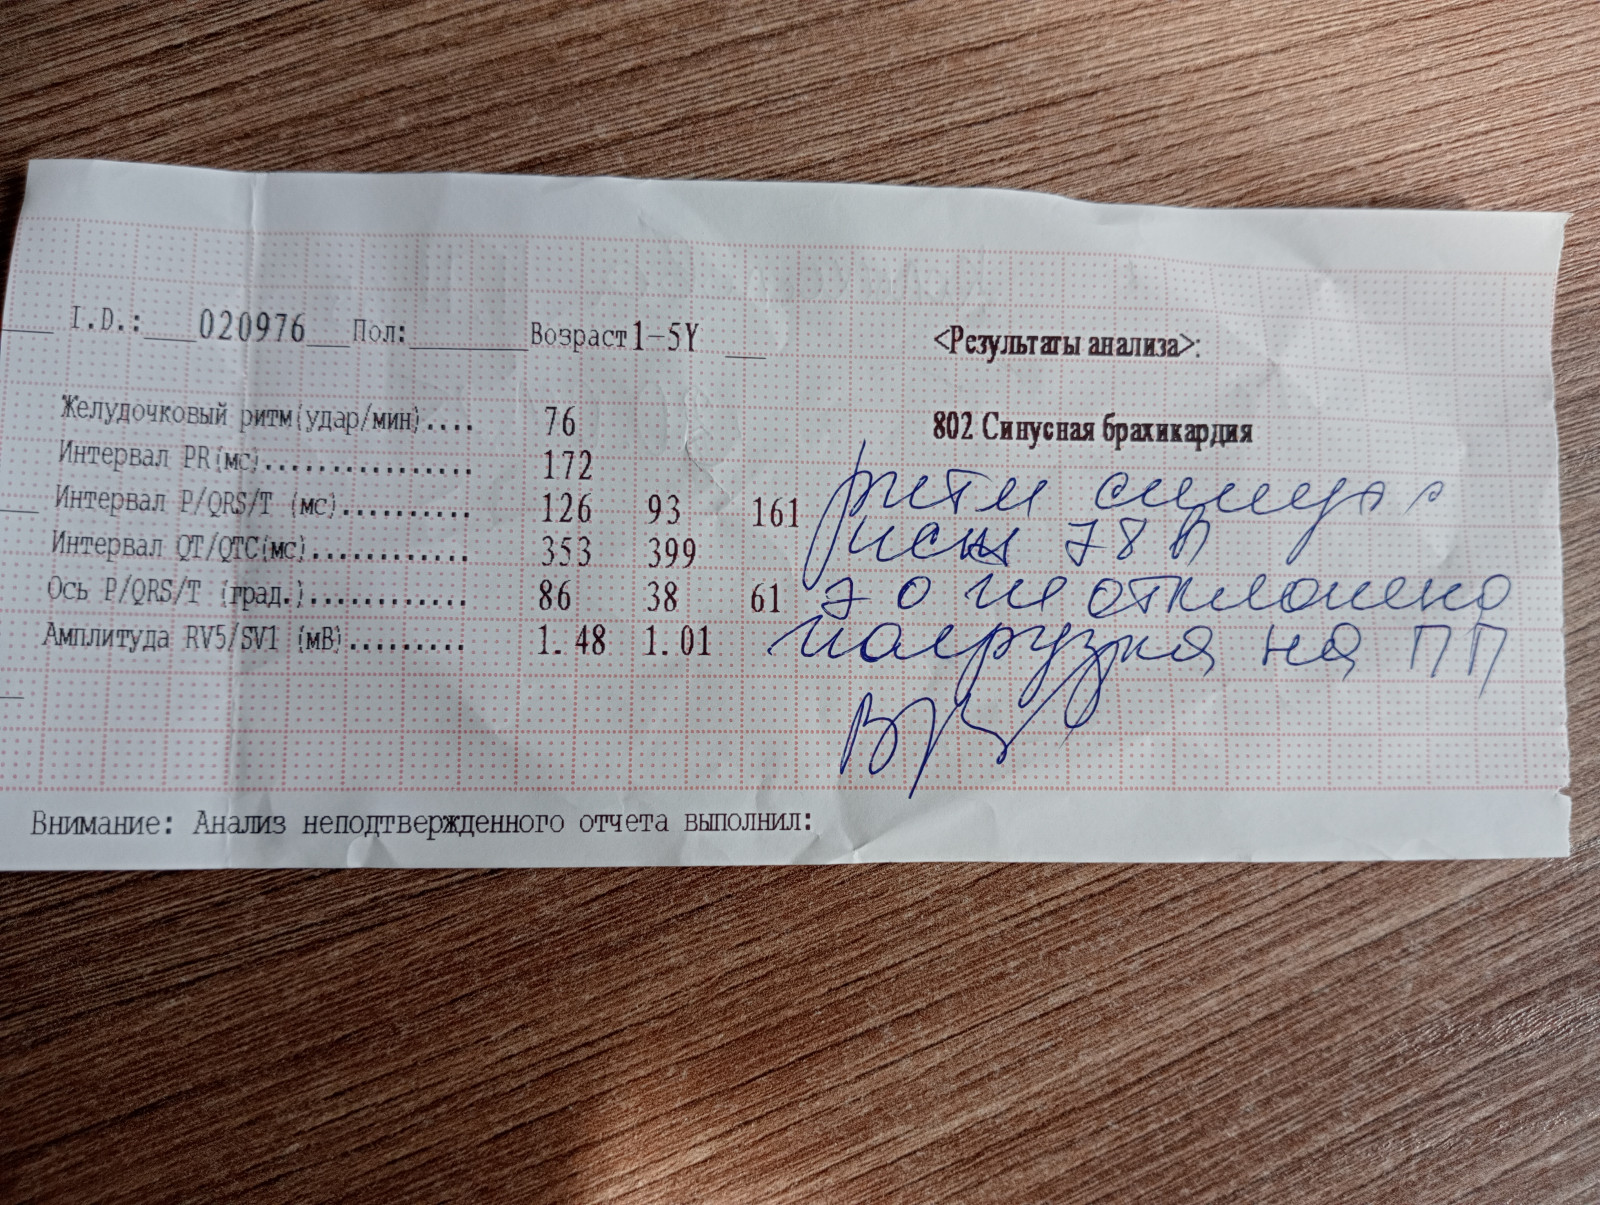 I.D.: 020976 Пол: Возраст 1-5Y
<Результаты анализа>:
Желудочковый ритм(удар/мин).... 76
Интервал PR(мс)................ 172
Интервал P/QRS/T (мс).......... 126 93 161
Интервал QT/QTC(мс)............ 353 399
Ось P/QRS/T (град.)............ 86 38 61
Амплитуда RV5/SV1 (мВ)......... 1.48 1.01
802 Синусная брахикардия
ритм синус с
78
э о не отклонена
нагрузка на ПП
Внимание: Анализ неподтвержденного отчета выполнил: